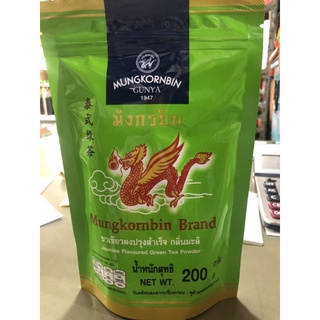 MUNGKORNBIN
GUNYA
1947
泰式綠茶
มังกรบิน
Mungkornbin Brand
ชาเขียวผงปรุงสำเร็จ กลิ่นมะลิ
Jasmine Flavoured Green Tea Powder
น้ำหนักสุทธิ
NET WT. 200